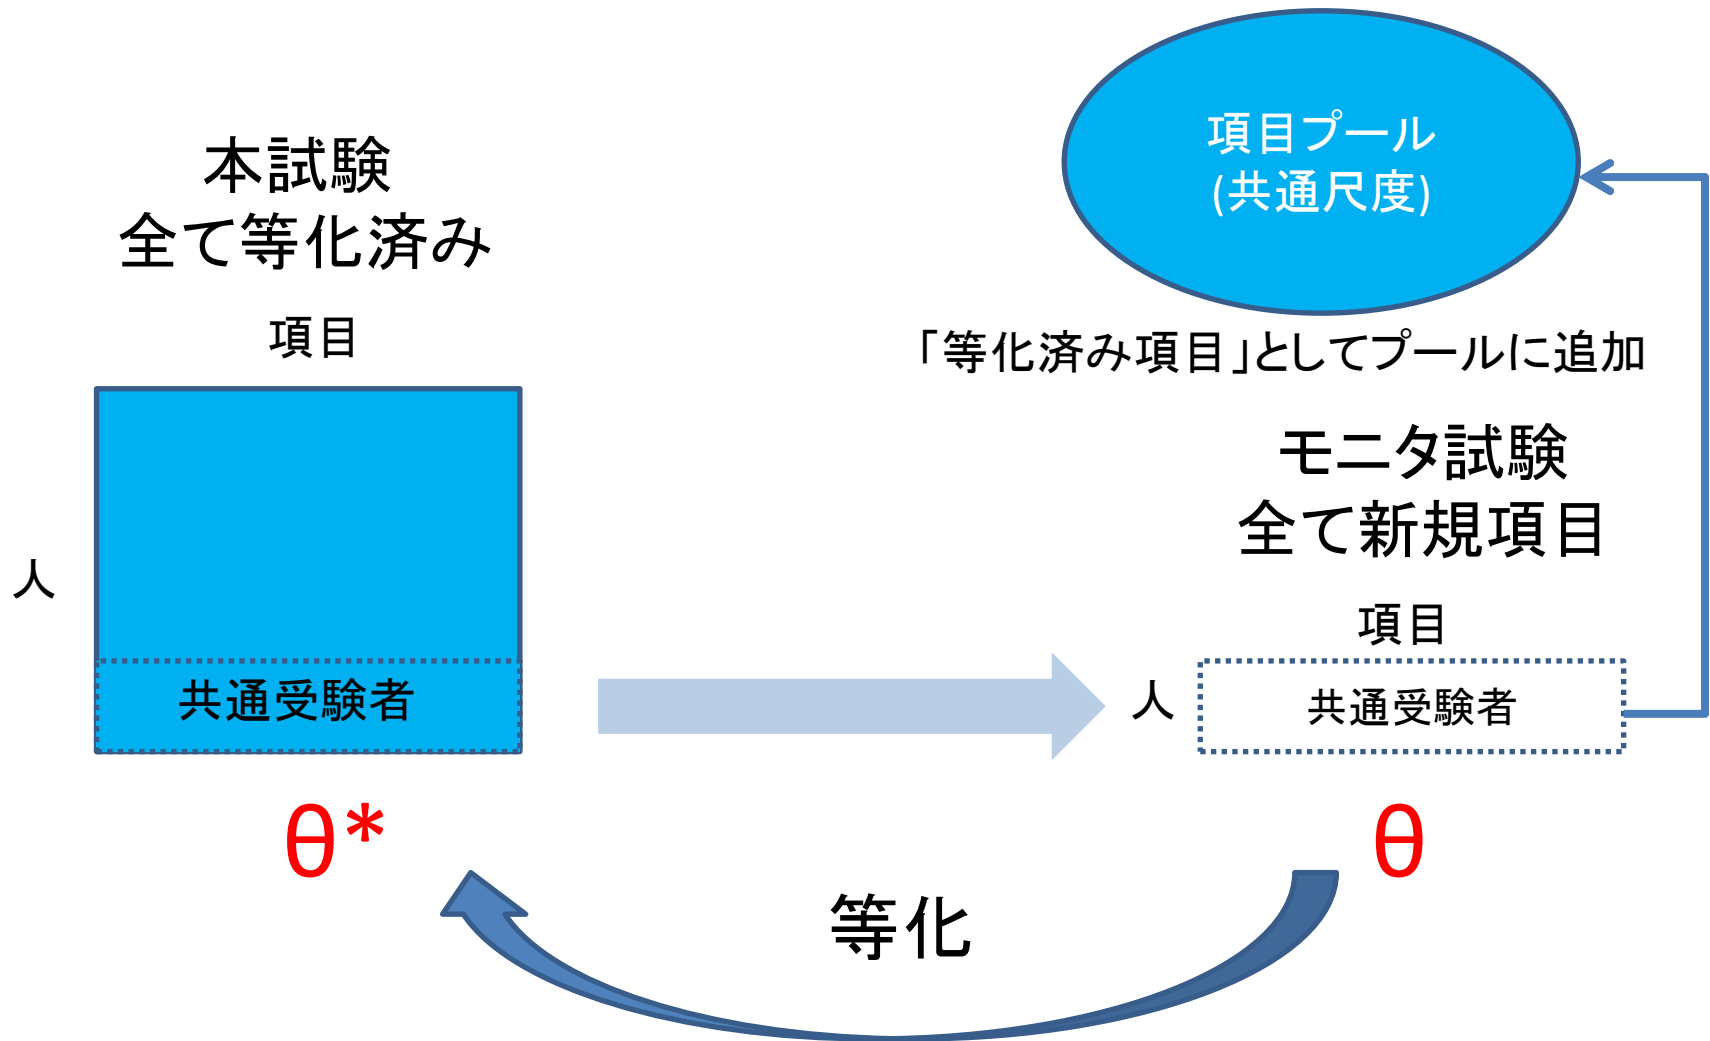 本試験
全て等化済み
項目
人
共通受験者
θ*
項目プール
(共通尺度)
「等化済み項目」としてプールに追加
モニタ試験
全て新規項目
項目
人
共通受験者
θ
等化